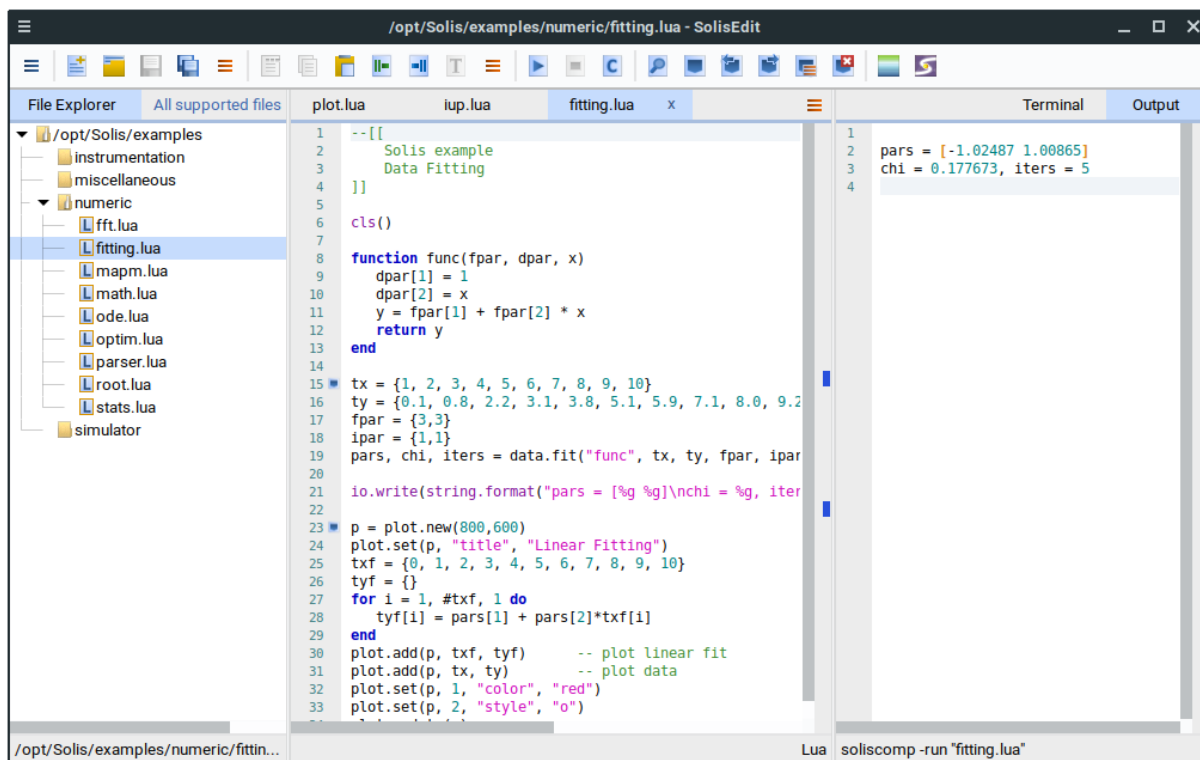 /opt/Solis/examples/numeric/fitting.lua - SolisEdit
File Explorer
All supported files
/opt/Solis/examples
instrumentation
miscellaneous
numeric
fft.lua
fitting.lua
mapm.lua
math.lua
ode.lua
optim.lua
parser.lua
root.lua
stats.lua
simulator
/opt/Solis/examples/numeric/fittin...
plot.lua
iup.lua
fitting.lua x
1 --[[
2 Solis example
3 Data Fitting
4 ]]
5
6 cls()
7
8 function func(fpar, dpar, x)
9 dpar[1] = 1
10 dpar[2] = x
11 y = fpar[1] + fpar[2] * x
12 return y
13 end
14
15 tx = {1, 2, 3, 4, 5, 6, 7, 8, 9, 10}
16 ty = {0.1, 0.8, 2.2, 3.1, 3.8, 5.1, 5.9, 7.1, 8.0, 9.2
17 fpar = {3,3}
18 ipar = {1,1}
19 pars, chi, iters = data.fit("func", tx, ty, fpar, ipar
20
21 io.write(string.format("pars = [%g %g]\nchi = %g, iter
22
23 p = plot.new(800,600)
24 plot.set(p, "title", "Linear Fitting")
25 txf = {0, 1, 2, 3, 4, 5, 6, 7, 8, 9, 10}
26 tyf = {}
27 for i = 1, #txf, 1 do
28 tyf[i] = pars[1] + pars[2]*txf[i]
29 end
30 plot.add(p, txf, tyf) -- plot linear fit
31 plot.add(p, tx, ty) -- plot data
32 plot.set(p, 1, "color", "red")
33 plot.set(p, 2, "style", "o")
Lua
Terminal
Output
1
2 pars = [-1.02487 1.00865]
3 chi = 0.177673, iters = 5
4
soliscomp -run "fitting.lua"